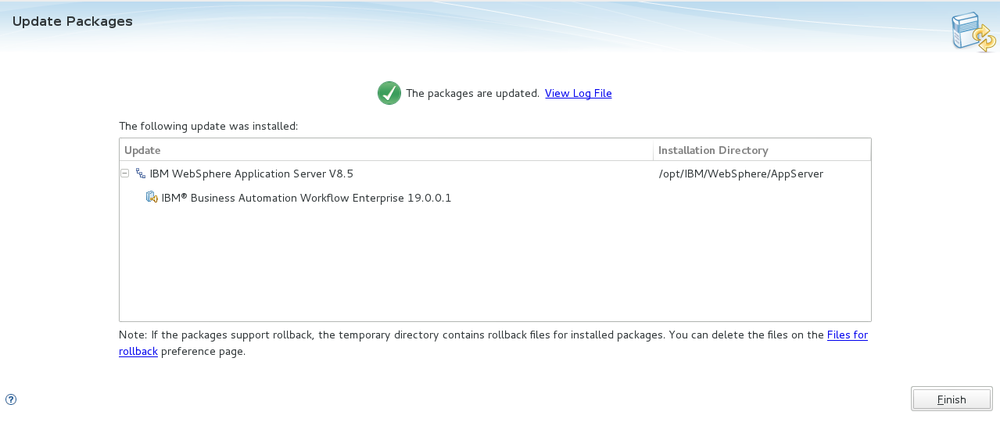 Update Packages
The packages are updated. View Log File
The following update was installed:
Update Installation Directory
IBM WebSphere Application Server V8.5 /opt/IBM/WebSphere/AppServer
IBM® Business Automation Workflow Enterprise 19.0.0.1
Note: If the packages support rollback, the temporary directory contains rollback files for installed packages. You can delete the files on the Files for
rollback preference page.
Finish